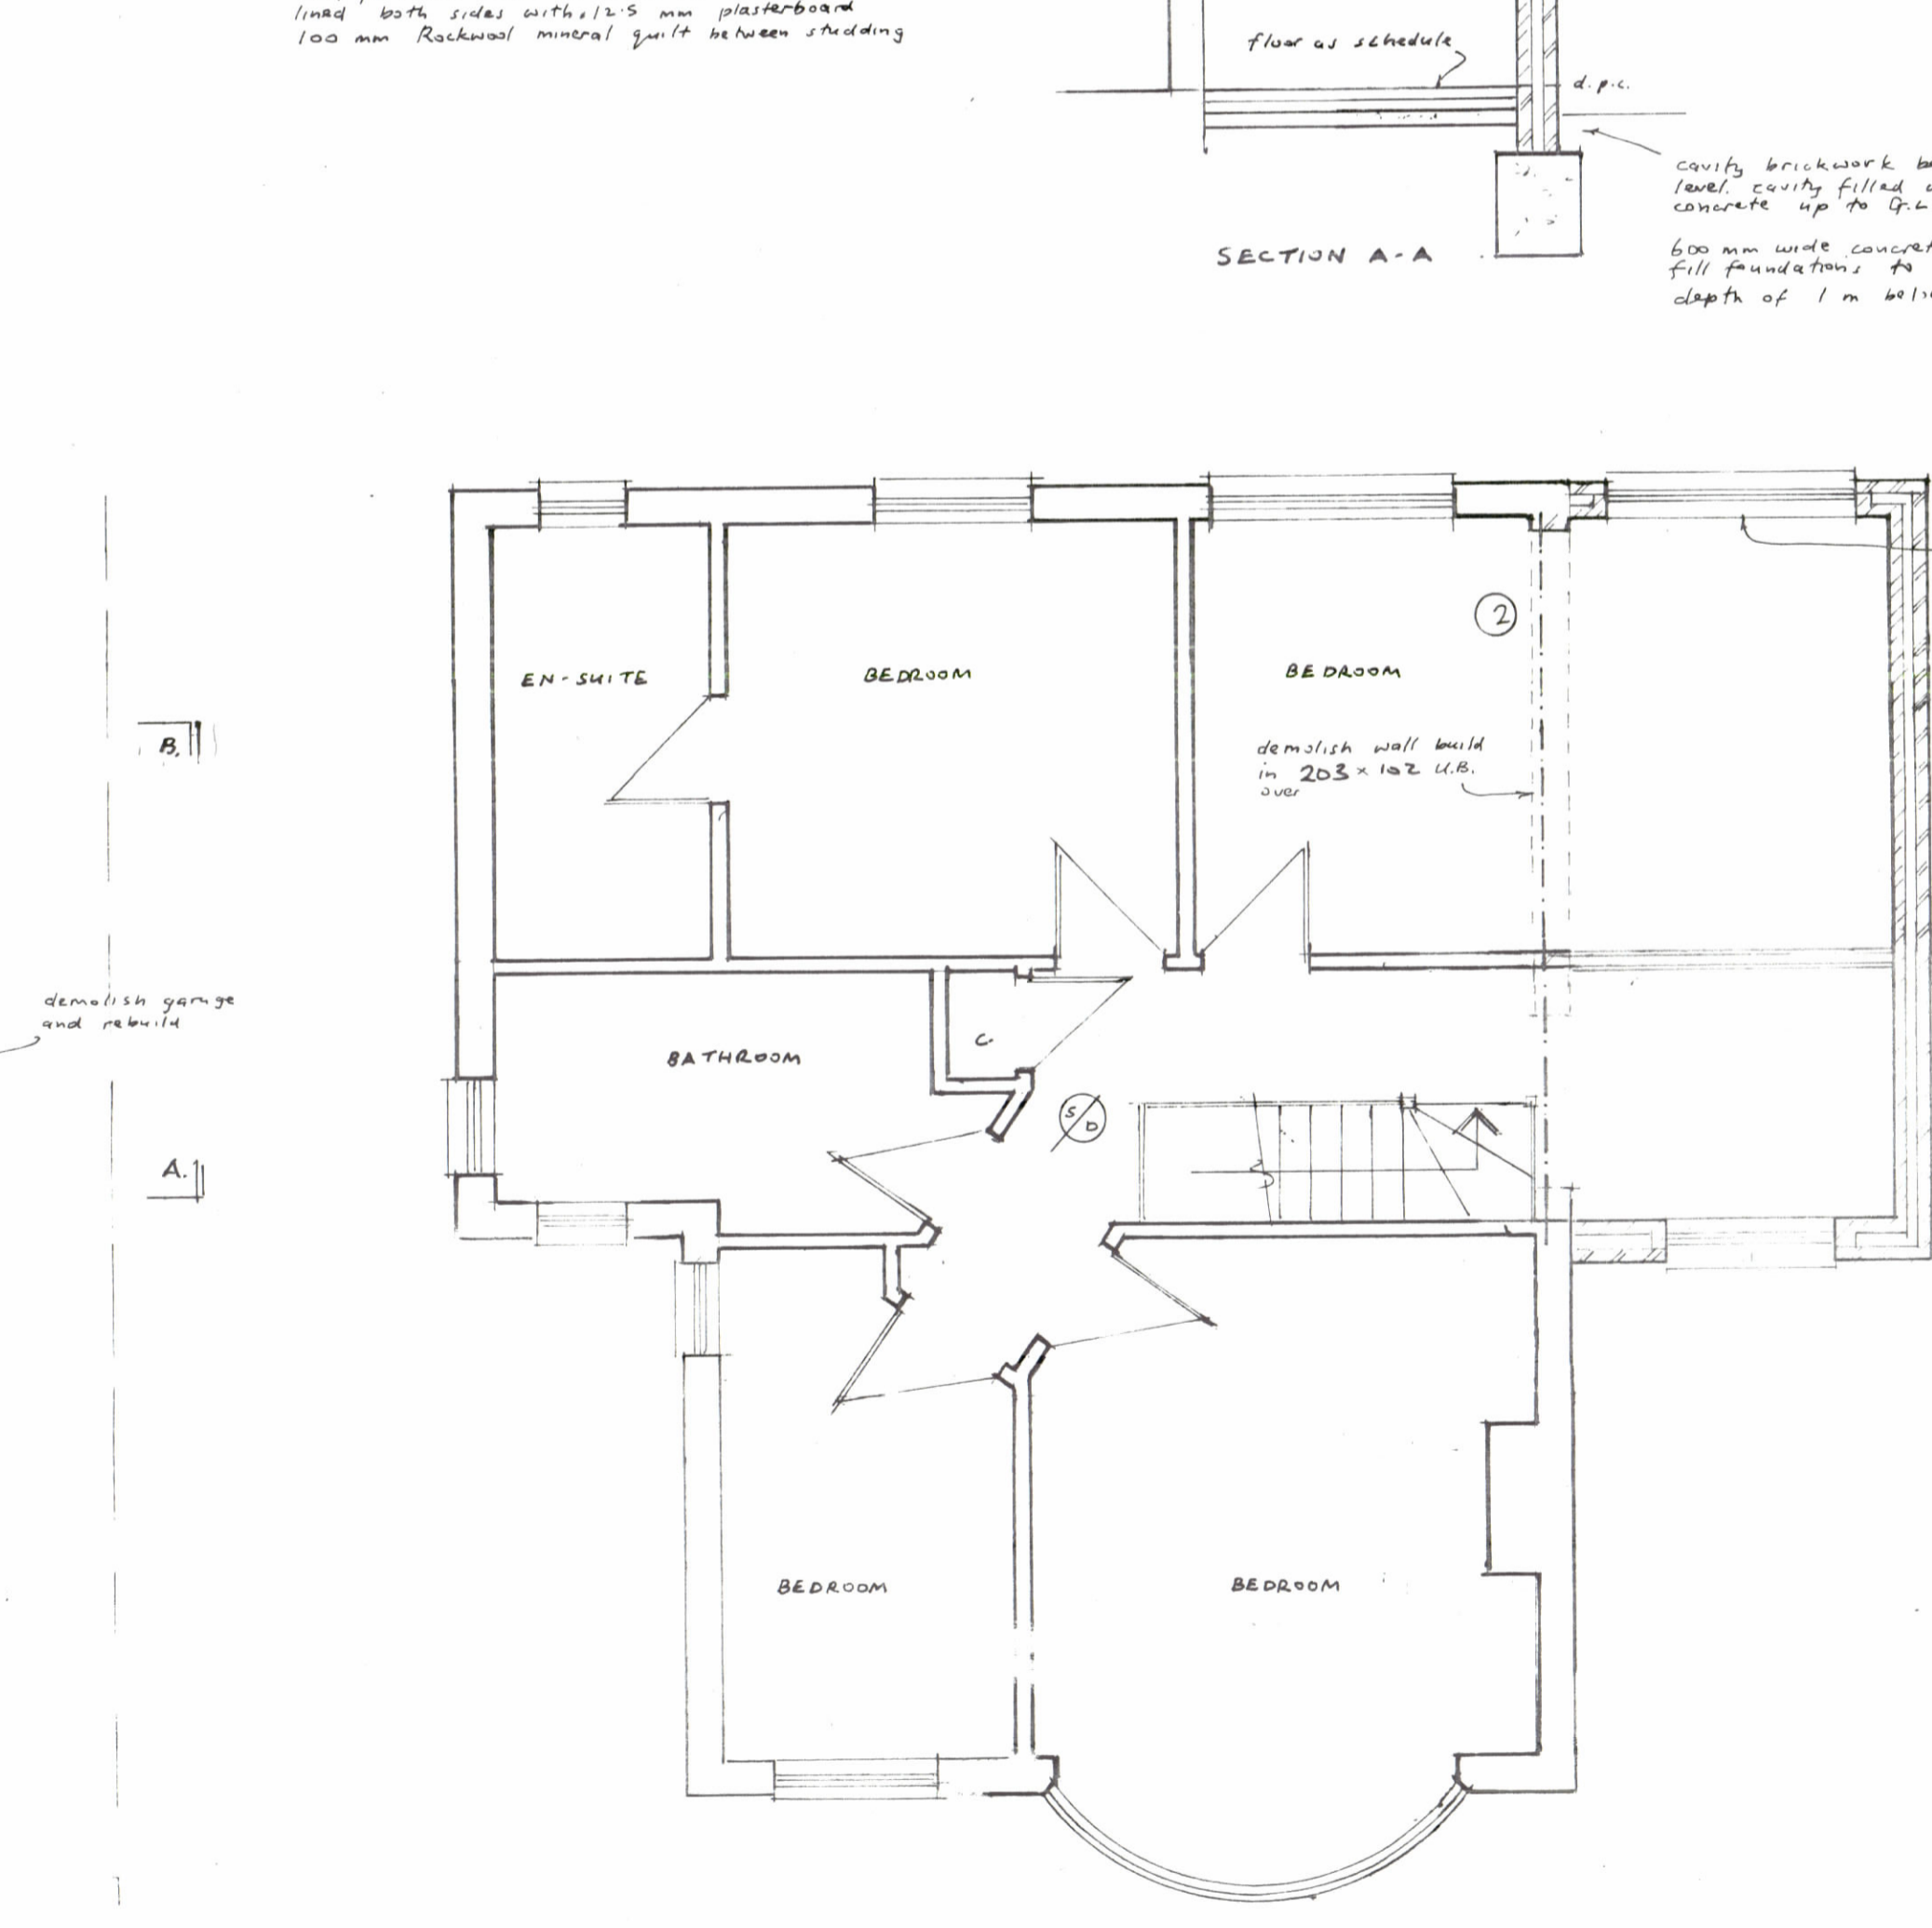 lined both sides with 12.5 mm plasterboard
100 mm Rockwool mineral quilt between studding
floor as schedule
d.p.c.
cavity brickwork
level. cavity filled
concrete up to G.L
600 mm wide concret
fill foundations to
depth of 1 m
SECTION A-A
2
EN-SUITE
BEDROOM
BEDROOM
B.
demolish wall build
in 203 x 102 U.B.
over
demolish garage
and rebuild
C.
BATHROOM
S/D
A.
BEDROOM
BEDROOM